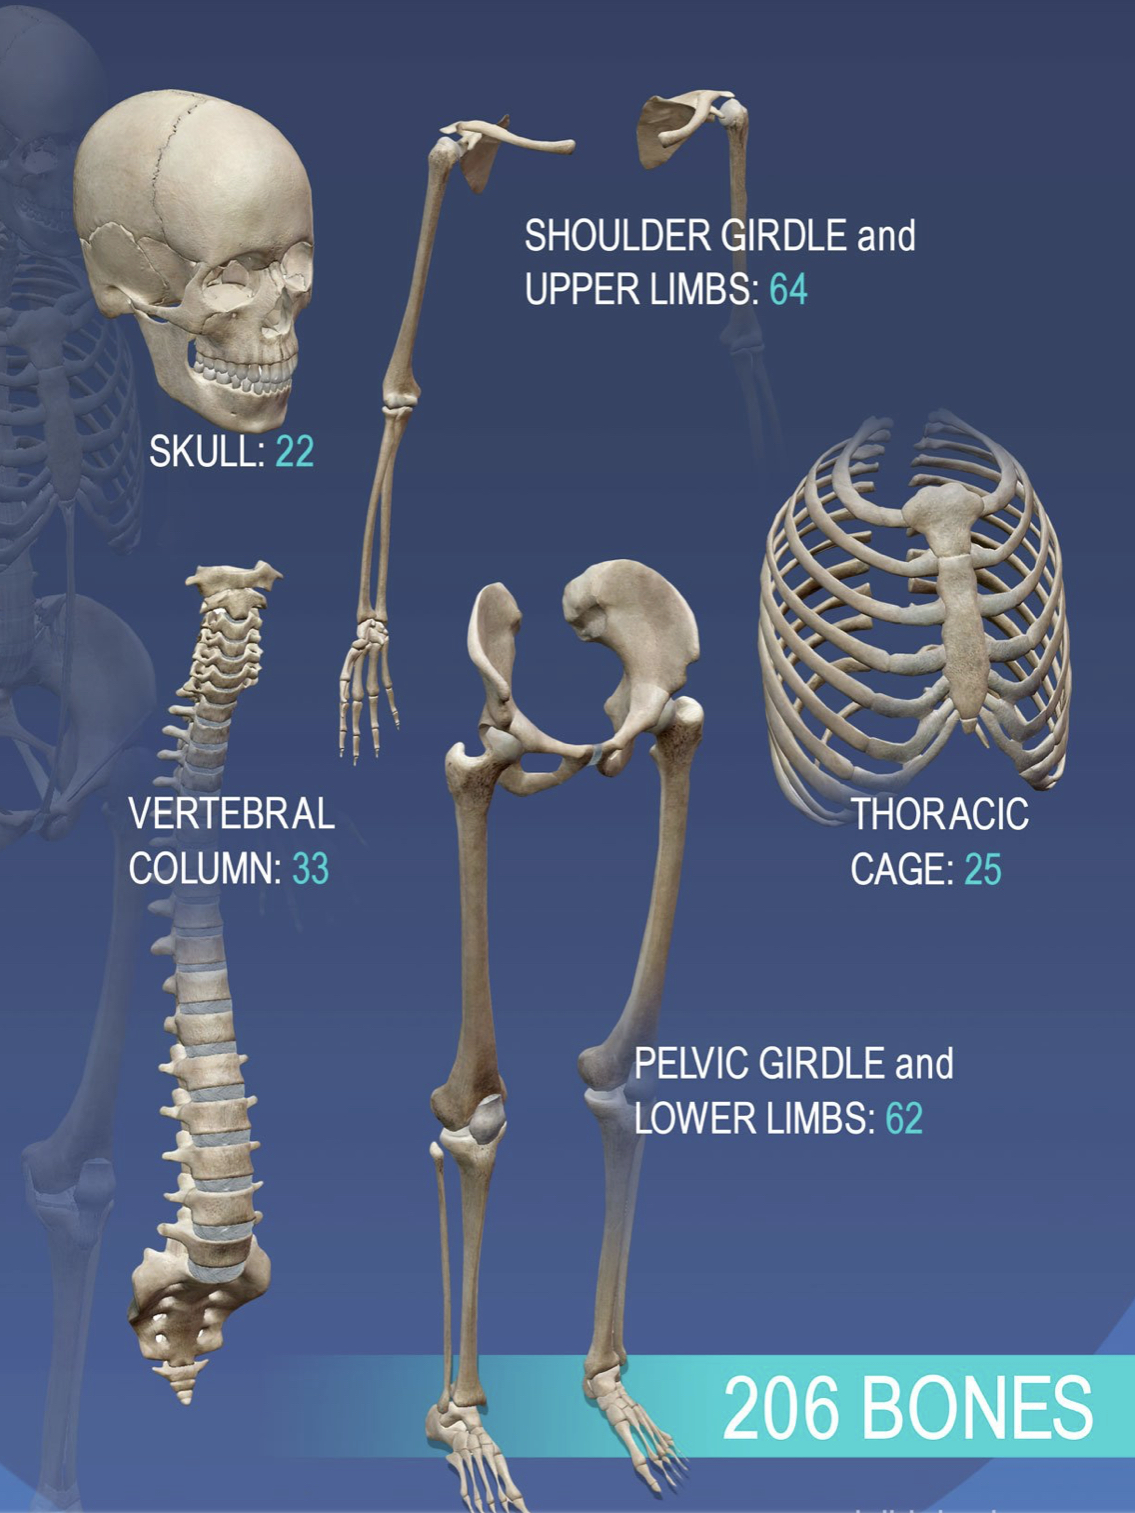 SHOULDER GIRDLE and
UPPER LIMBS: 64
SKULL: 22
VERTEBRAL
COLUMN: 33
THORACIC
CAGE: 25
PELVIC GIRDLE and
LOWER LIMBS: 62
206 BONES